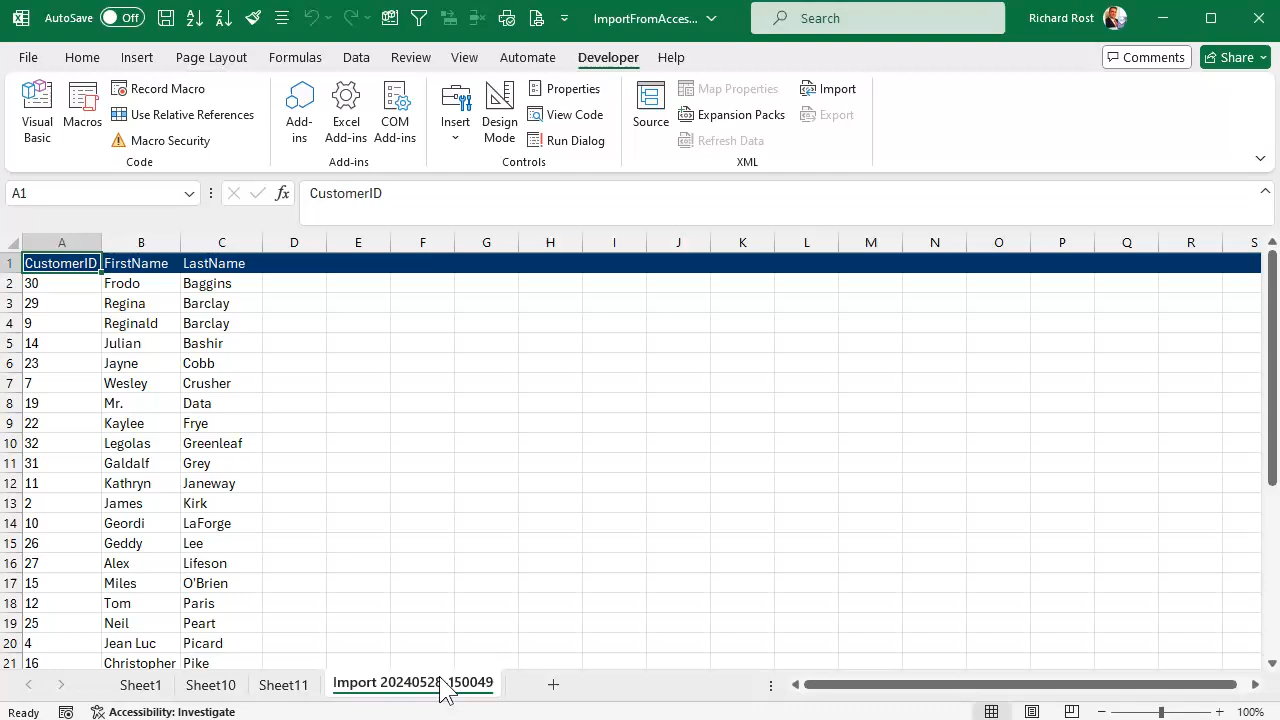 AutoSave Off ImportFromAcces... Search Richard Rost
File Home Insert Page Layout Formulas Data Review View Automate Developer Help Comments Share
Visual Basic
Macros
Record Macro
Use Relative References
Macro Security
Code
Add-ins
Excel Add-ins
COM Add-ins
Add-ins
Insert
Design Mode
Properties
View Code
Run Dialog
Controls
Source
Map Properties
Expansion Packs
Refresh Data
Import
Export
XML
A1 fx CustomerID
A B C D E F G H I J K L M N O P Q R S
1 CustomerID FirstName LastName
2 30 Frodo Baggins
3 29 Regina Barclay
4 9 Reginald Barclay
5 14 Julian Bashir
6 23 Jayne Cobb
7 7 Wesley Crusher
8 19 Mr. Data
9 22 Kaylee Frye
10 32 Legolas Greenleaf
11 31 Galdalf Grey
12 11 Kathryn Janeway
13 2 James Kirk
14 10 Geordi LaForge
15 26 Geddy Lee
16 27 Alex Lifeson
17 15 Miles O'Brien
18 12 Tom Paris
19 25 Neil Peart
20 4 Jean Luc Picard
21 16 Christopher Pike
Sheet1 Sheet10 Sheet11 Import 20240528 150049
Ready Accessibility: Investigate 100%